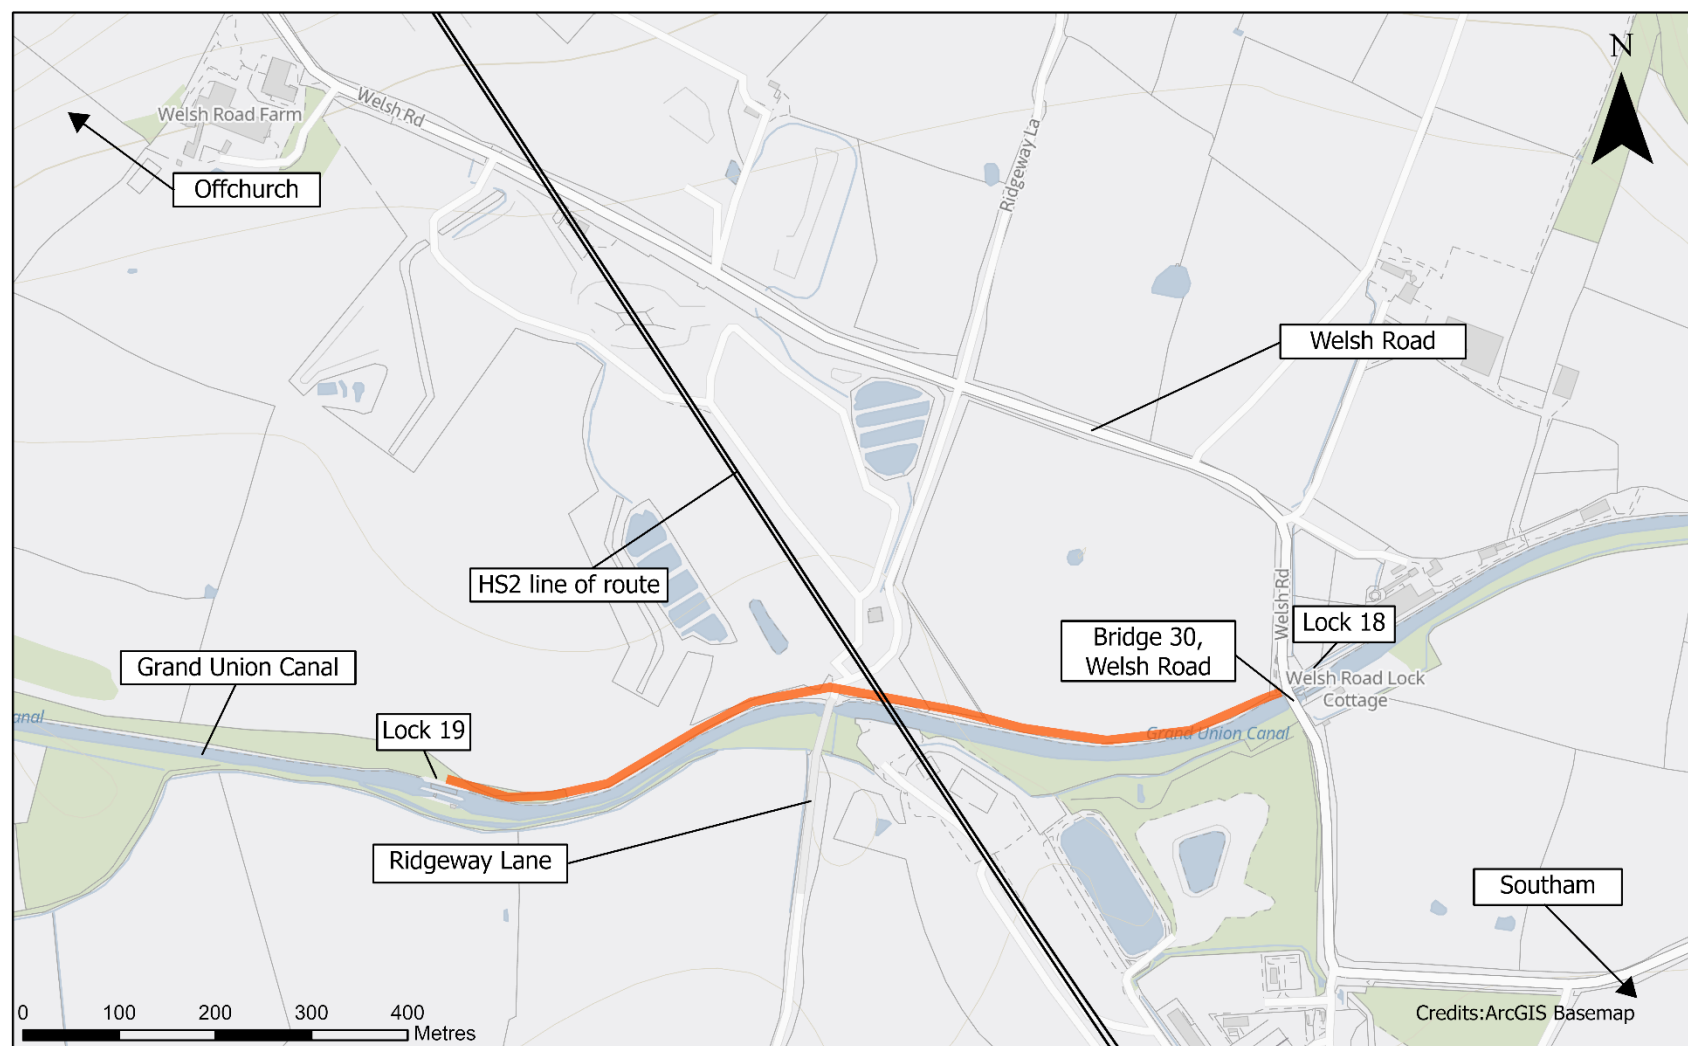 N
Welsh Rd
Welsh Road Farm
Offchurch
Ridgeway La
Welsh Road
HS2 line of route
Welsh Rd
Lock 18
Bridge 30,
Welsh Road
Welsh Road Lock
Cottage
Grand Union Canal
anal
Lock 19
Grand Union Canal
Ridgeway Lane
Southam
0 100 200 300 400
Metres
Credits:ArcGIS Basemap